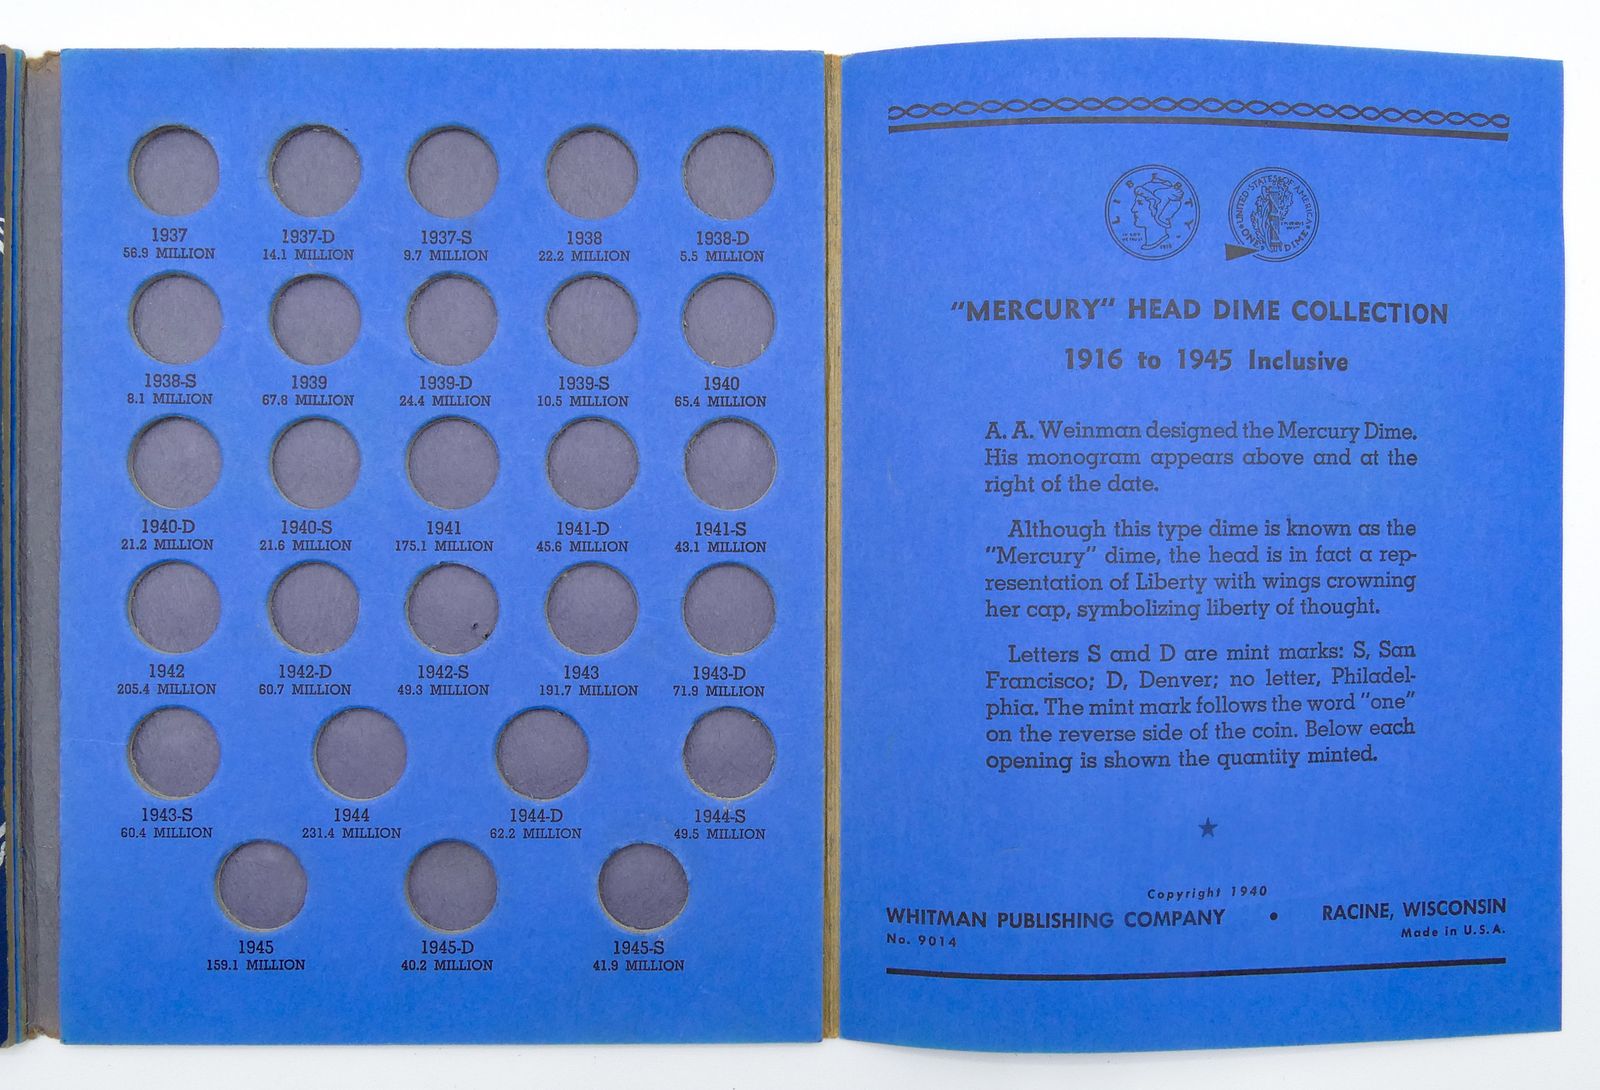 1937 1937-D 1937-S 1938 1938-D
56.9 MILLION 14.1 MILLION 9.7 MILLION 22.2 MILLION 5.5 MILLION
1938-S 1939 1939-D 1939-S 1940
8.1 MILLION 67.8 MILLION 24.4 MILLION 10.5 MILLION 65.4 MILLION
1940-D 1940-S 1941 1941-D 1941-S
21.2 MILLION 21.6 MILLION 175.1 MILLION 45.6 MILLION 43.1 MILLION
1942 1942-D 1942-S 1943 1943-D
205.4 MILLION 60.7 MILLION 49.3 MILLION 191.7 MILLION 71.9 MILLION
1943-S 1944 1944-D 1944-S
60.4 MILLION 231.4 MILLION 62.2 MILLION 49.5 MILLION
1945 1945-D 1945-S
159.1 MILLION 40.2 MILLION 41.9 MILLION
LIBERTY
UNITED·STATES·OF·AMERICA
ONE DIME
"MERCURY" HEAD DIME COLLECTION
1916 to 1945 Inclusive
A. A. Weinman designed the Mercury Dime.
His monogram appears above and at the
right of the date.
Although this type dime is known as the
"Mercury" dime, the head is in fact a rep-
resentation of Liberty with wings crowning
her cap, symbolizing liberty of thought.
Letters S and D are mint marks: S, San
Francisco; D, Denver; no letter, Philadel-
phia. The mint mark follows the word "one"
on the reverse side of the coin. Below each
opening is shown the quantity minted.
Copyright 1940
WHITMAN PUBLISHING COMPANY • RACINE, WISCONSIN
No. 9014 Made in U.S.A.